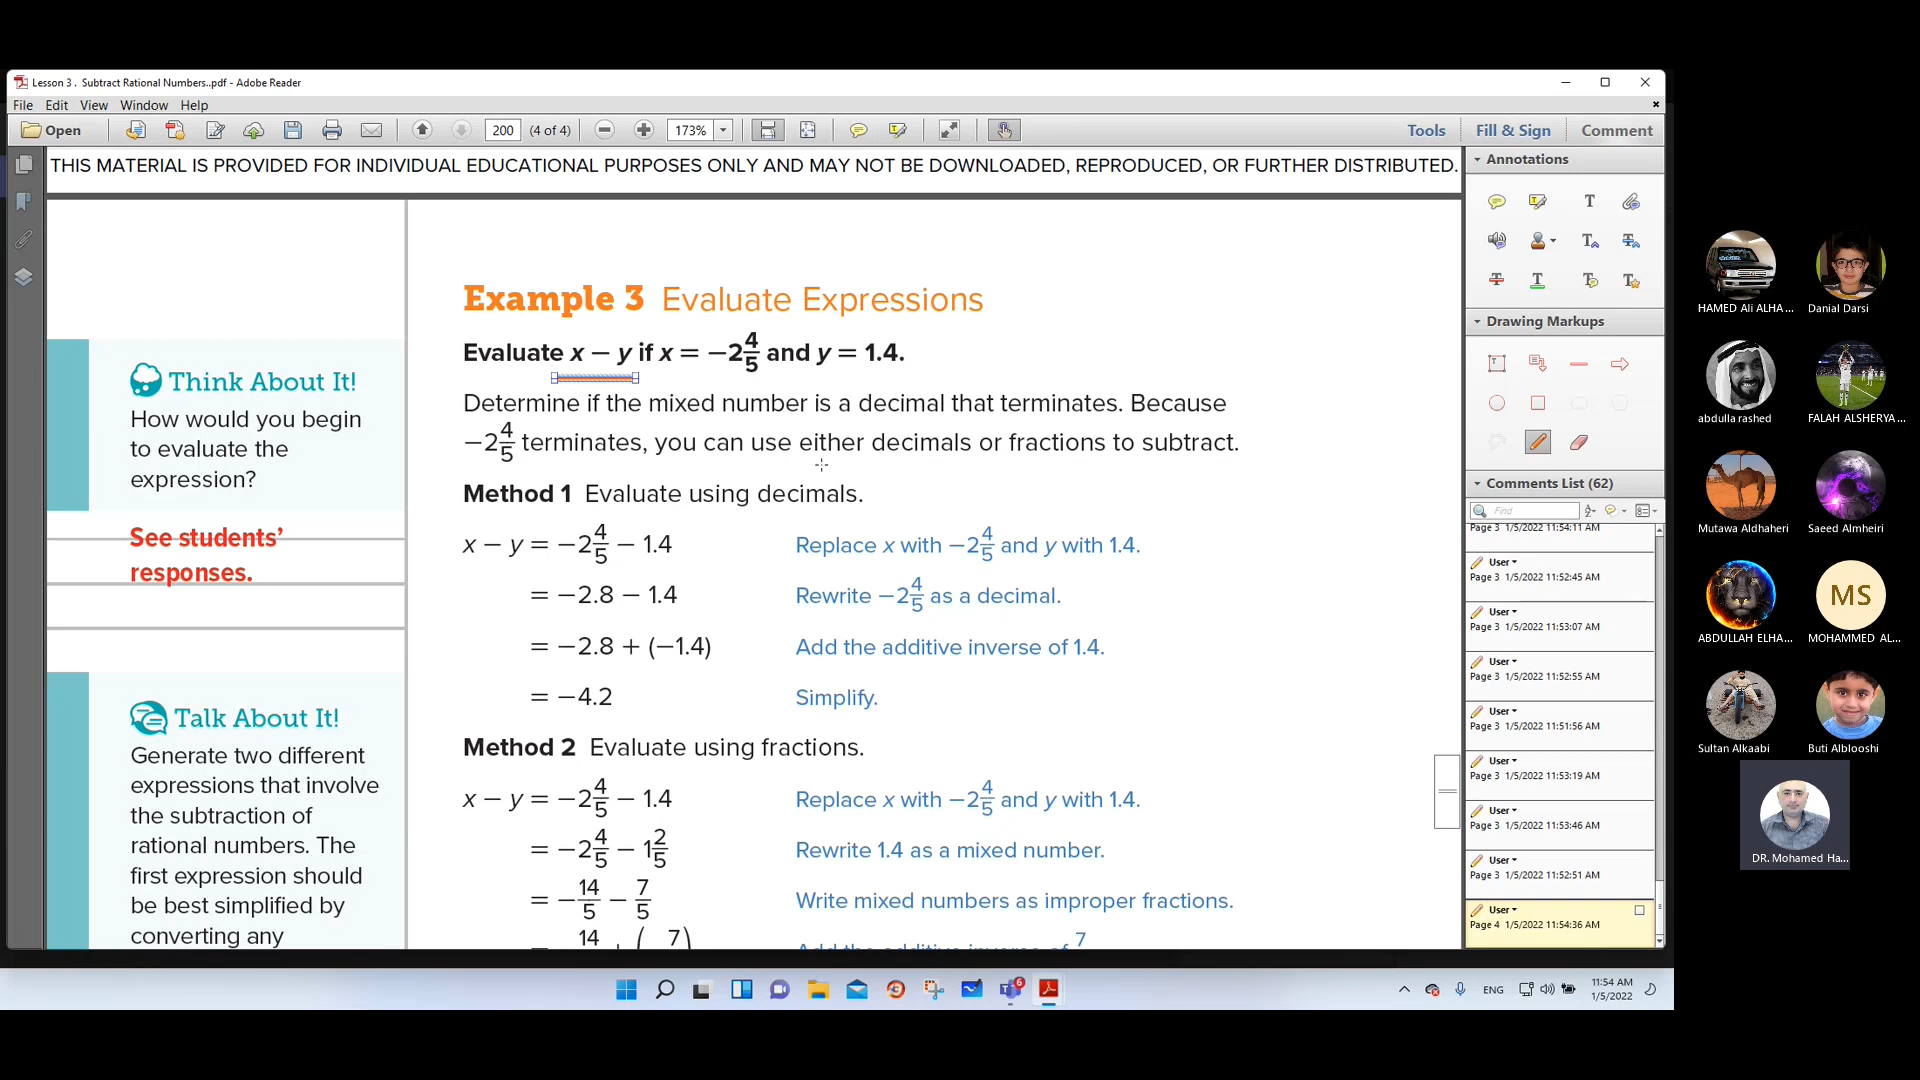 Lesson 3 . Subtract Rational Numbers..pdf - Adobe Reader
File Edit View Window Help
Open 200 (4 of 4) 173% Tools Fill & Sign Comment
THIS MATERIAL IS PROVIDED FOR INDIVIDUAL EDUCATIONAL PURPOSES ONLY AND MAY NOT BE DOWNLOADED, REPRODUCED, OR FURTHER DISTRIBUTED.
Think About It!
How would you begin
to evaluate the
expression?
See students’
responses.
Talk About It!
Generate two different
expressions that involve
the subtraction of
rational numbers. The
first expression should
be best simplified by
converting any
Example 3 Evaluate Expressions
Evaluate x − y if x = −2 4/5 and y = 1.4.
Determine if the mixed number is a decimal that terminates. Because
−2 4/5 terminates, you can use either decimals or fractions to subtract.
Method 1 Evaluate using decimals.
x − y = −2 4/5 − 1.4 Replace x with −2 4/5 and y with 1.4.
= −2.8 − 1.4 Rewrite −2 4/5 as a decimal.
= −2.8 + (−1.4) Add the additive inverse of 1.4.
= −4.2 Simplify.
Method 2 Evaluate using fractions.
x − y = −2 4/5 − 1.4 Replace x with −2 4/5 and y with 1.4.
= −2 4/5 − 1 2/5 Rewrite 1.4 as a mixed number.
= −14/5 − 7/5 Write mixed numbers as improper fractions.
Annotations
Drawing Markups
Comments List (62)
Find
Page 3 1/5/2022 11:54:11 AM
User
Page 3 1/5/2022 11:52:45 AM
User
Page 3 1/5/2022 11:53:07 AM
User
Page 3 1/5/2022 11:52:55 AM
User
Page 3 1/5/2022 11:51:56 AM
User
Page 3 1/5/2022 11:53:19 AM
User
Page 3 1/5/2022 11:53:46 AM
User
Page 3 1/5/2022 11:52:51 AM
User
Page 4 1/5/2022 11:54:36 AM
HAMED Ali ALHA... Danial Darsi
abdulla rashed FALAH ALSHERYA...
Mutawa Aldhaheri Saeed Almheiri
MS
ABDULLAH ELHA... MOHAMMED AL...
Sultan Alkaabi Buti Alblooshi
DR. Mohamed Ha...
6
ENG
11:54 AM
1/5/2022